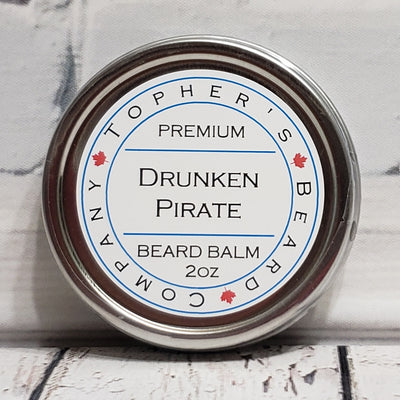 TOPHER'S BEARD COMPANY
PREMIUM
DRUNKEN
PIRATE
BEARD BALM
2oz